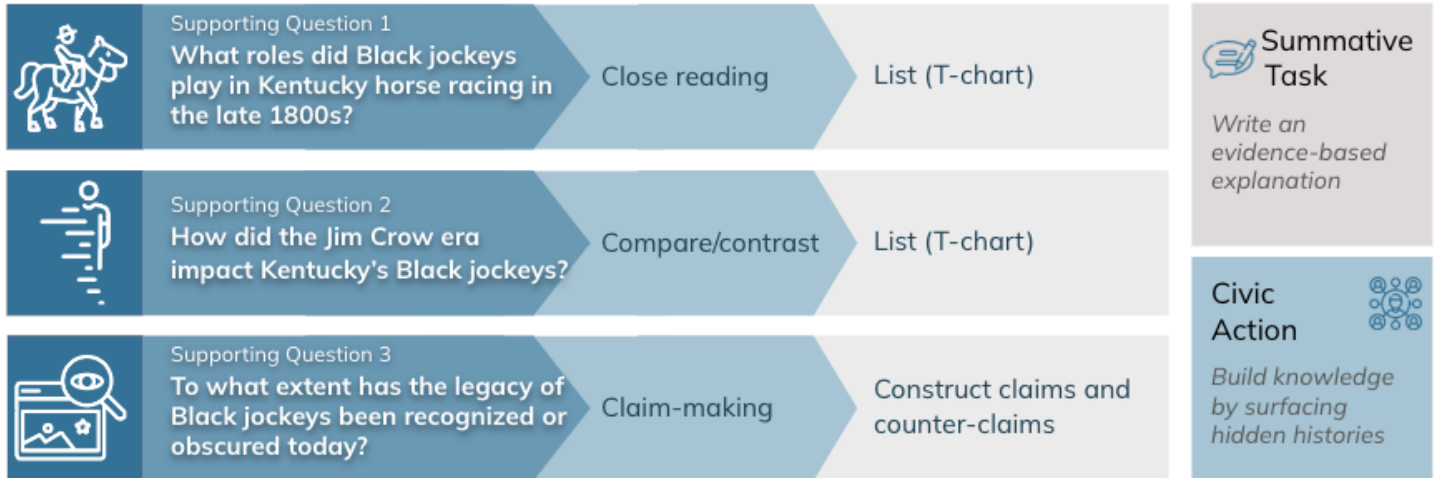 Supporting Question 1
What roles did Black jockeys
play in Kentucky horse racing in
the late 1800s?
Close reading
List (T-chart)
Supporting Question 2
How did the Jim Crow era
impact Kentucky’s Black jockeys?
Compare/contrast
List (T-chart)
Supporting Question 3
To what extent has the legacy of
Black jockeys been recognized or
obscured today?
Claim-making
Construct claims and
counter-claims
Summative
Task
Write an
evidence-based
explanation
Civic
Action
Build knowledge
by surfacing
hidden histories